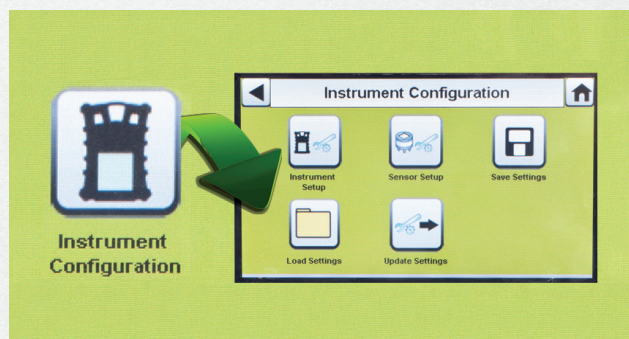 Instrument Configuration
Instrument
Setup
Sensor Setup
Save Settings
Load Settings
Update Settings
Instrument
Configuration